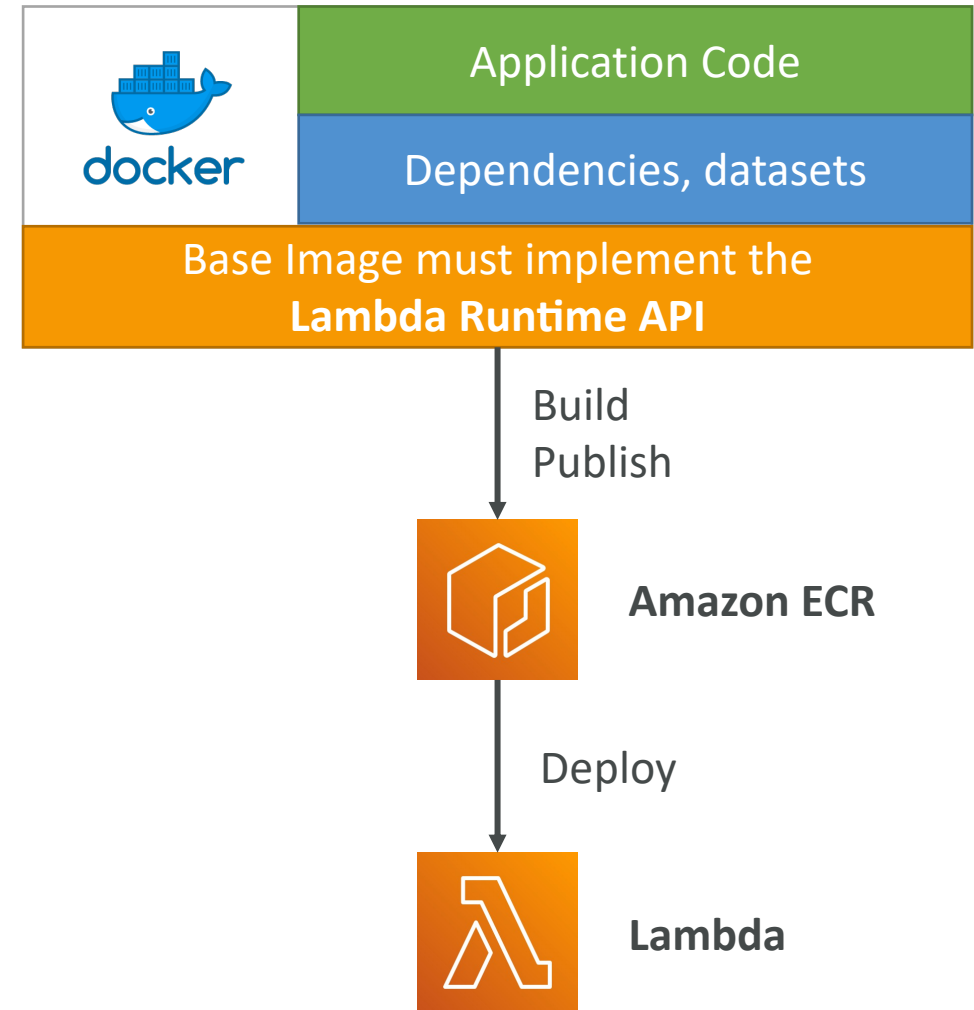 docker
Application Code
Dependencies, datasets
Base Image must implement the
Lambda Runtime API
Build
Publish
Amazon ECR
Deploy
Lambda